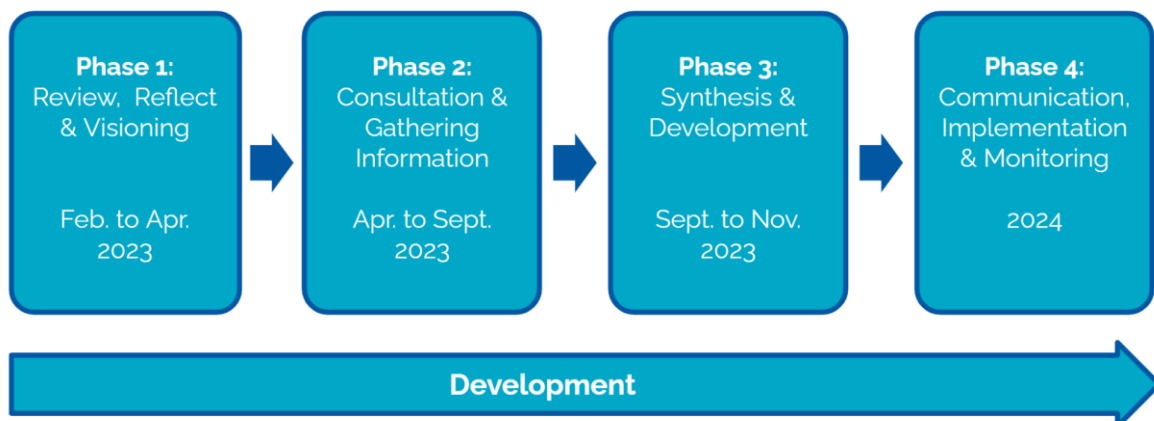 Phase 1:
Review, Reflect
& Visioning
Feb. to Apr.
2023
Phase 2:
Consultation &
Gathering
Information
Apr. to Sept.
2023
Phase 3:
Synthesis &
Development
Sept. to Nov.
2023
Phase 4:
Communication,
Implementation
& Monitoring
2024
Development